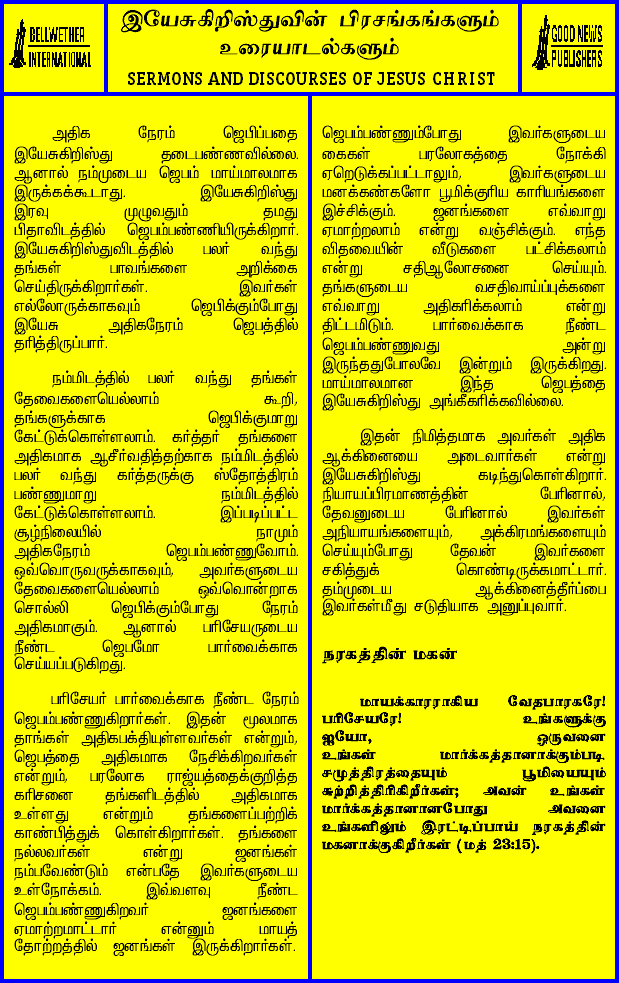 BELLWETHER
INTERNATIONAL
இயேசுகிறிஸ்துவின் பிரசங்கங்களும்
உரையாடல்களும்
SERMONS AND DISCOURSES OF JESUS CHRIST
GOOD NEWS
PUBLISHERS
அதிக நேரம் ஜெபிப்பதை
இயேசுகிறிஸ்து தடைபண்ணவில்லை.
ஆனால் நம்முடைய ஜெபம் மாய்மாலமாக
இருக்கக்கூடாது. இயேசுகிறிஸ்து
இரவு முழுவதும் தமது
பிதாவிடத்தில் ஜெபம்பண்ணியிருக்கிறார்.
இயேசுகிறிஸ்துவிடத்தில் பலர் வந்து
தங்கள் பாவங்களை அறிக்கை
செய்திருக்கிறார்கள். இவர்கள்
எல்லோருக்காகவும் ஜெபிக்கும்போது
இயேசு அதிகநேரம் ஜெபத்தில்
தரித்திருப்பார்.
நம்மிடத்தில் பலர் வந்து தங்கள்
தேவைகளையெல்லாம் கூறி,
தங்களுக்காக ஜெபிக்குமாறு
கேட்டுக்கொள்ளலாம். கர்த்தர் தங்களை
அதிகமாக ஆசீர்வதித்தற்காக நம்மிடத்தில்
பலர் வந்து கர்த்தருக்கு ஸ்தோத்திரம்
பண்ணுமாறு நம்மிடத்தில்
கேட்டுக்கொள்ளலாம். இப்படிப்பட்ட
சூழ்நிலையில் நாமும்
அதிகநேரம் ஜெபம்பண்ணுவோம்.
ஒவ்வொருவருக்காகவும், அவர்களுடைய
தேவைகளையெல்லாம் ஒவ்வொன்றாக
சொல்லி ஜெபிக்கும்போது நேரம்
அதிகமாகும். ஆனால் பரிசேயருடைய
நீண்ட ஜெபமோ பார்வைக்காக
செய்யப்படுகிறது.
பரிசேயர் பார்வைக்காக நீண்ட நேரம்
ஜெபம்பண்ணுகிறார்கள். இதன் மூலமாக
தாங்கள் அதிகபக்தியுள்ளவர்கள் என்றும்,
ஜெபத்தை அதிகமாக நேசிக்கிறவர்கள்
என்றும், பரலோக ராஜ்யத்தைக்குறித்த
கரிசனை தங்களிடத்தில் அதிகமாக
உள்ளது என்றும் தங்களைப்பற்றிக்
காண்பித்துக் கொள்கிறார்கள். தங்களை
நல்லவர்கள் என்று ஜனங்கள்
நம்பவேண்டும் என்பதே இவர்களுடைய
உள்நோக்கம். இவ்வளவு நீண்ட
ஜெபம்பண்ணுகிறவர் ஜனங்களை
ஏமாற்றமாட்டார் என்னும் மாயத்
தோற்றத்தில் ஜனங்கள் இருக்கிறார்கள்.
ஜெபம்பண்ணும்போது இவர்களுடைய
கைகள் பரலோகத்தை நோக்கி
ஏறெடுக்கப்பட்டாலும், இவர்களுடைய
மனக்கண்களோ பூமிக்குரிய காரியங்களை
இச்சிக்கும். ஜனங்களை எவ்வாறு
ஏமாற்றலாம் என்று வஞ்சிக்கும். எந்த
விதவையின் வீடுகளை பட்சிக்கலாம்
என்று சதிஆலோசனை செய்யும்.
தங்களுடைய வசதிவாய்ப்புக்களை
எவ்வாறு அதிகரிக்கலாம் என்று
திட்டமிடும். பார்வைக்காக நீண்ட
ஜெபம்பண்ணுவது அன்று
இருந்ததுபோலவே இன்றும் இருக்கிறது.
மாய்மாலமான இந்த ஜெபத்தை
இயேசுகிறிஸ்து அங்கீகரிக்கவில்லை.
இதன் நிமித்தமாக அவர்கள் அதிக
ஆக்கினையை அடைவார்கள் என்று
இயேசுகிறிஸ்து கடிந்துகொள்கிறார்.
நியாயப்பிரமாணத்தின் பேரினால்,
தேவனுடைய பேரினால் இவர்கள்
அநியாயங்களையும், அக்கிரமங்களையும்
செய்யும்போது தேவன் இவர்களை
சகித்துக் கொண்டிருக்கமாட்டார்.
தம்முடைய ஆக்கினைத்தீர்ப்பை
இவர்கள்மீது சடுதியாக அனுப்புவார்.
நரகத்தின் மகன்
மாயக்காரராகிய வேதபாரகரே!
பரிசேயரே! உங்களுக்கு
ஐயோ, ஒருவனை
உங்கள் மார்க்கத்தானாக்கும்படி
சமுத்திரத்தையும் பூமியையும்
சுற்றித்திரிகிறீர்கள்; அவன் உங்கள்
மார்க்கத்தானானபோது அவனை
உங்களிலும் இரட்டிப்பாய் நரகத்தின்
மகனாக்குகிறீர்கள் (மத் 23:15).